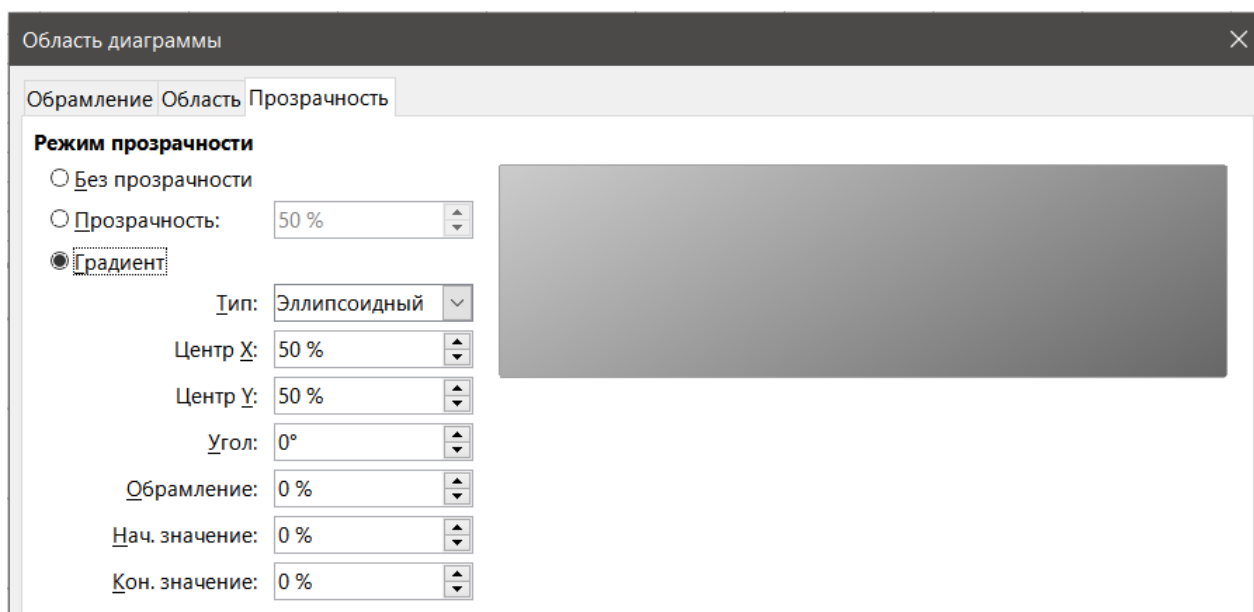 Область диаграммы
Обрамление Область Прозрачность
Режим прозрачности
Без прозрачности
Прозрачность: 50 %
Градиент
Тип: Эллипсоидный
Центр X: 50 %
Центр Y: 50 %
Угол: 0°
Обрамление: 0 %
Нач. значение: 0 %
Кон. значение: 0 %